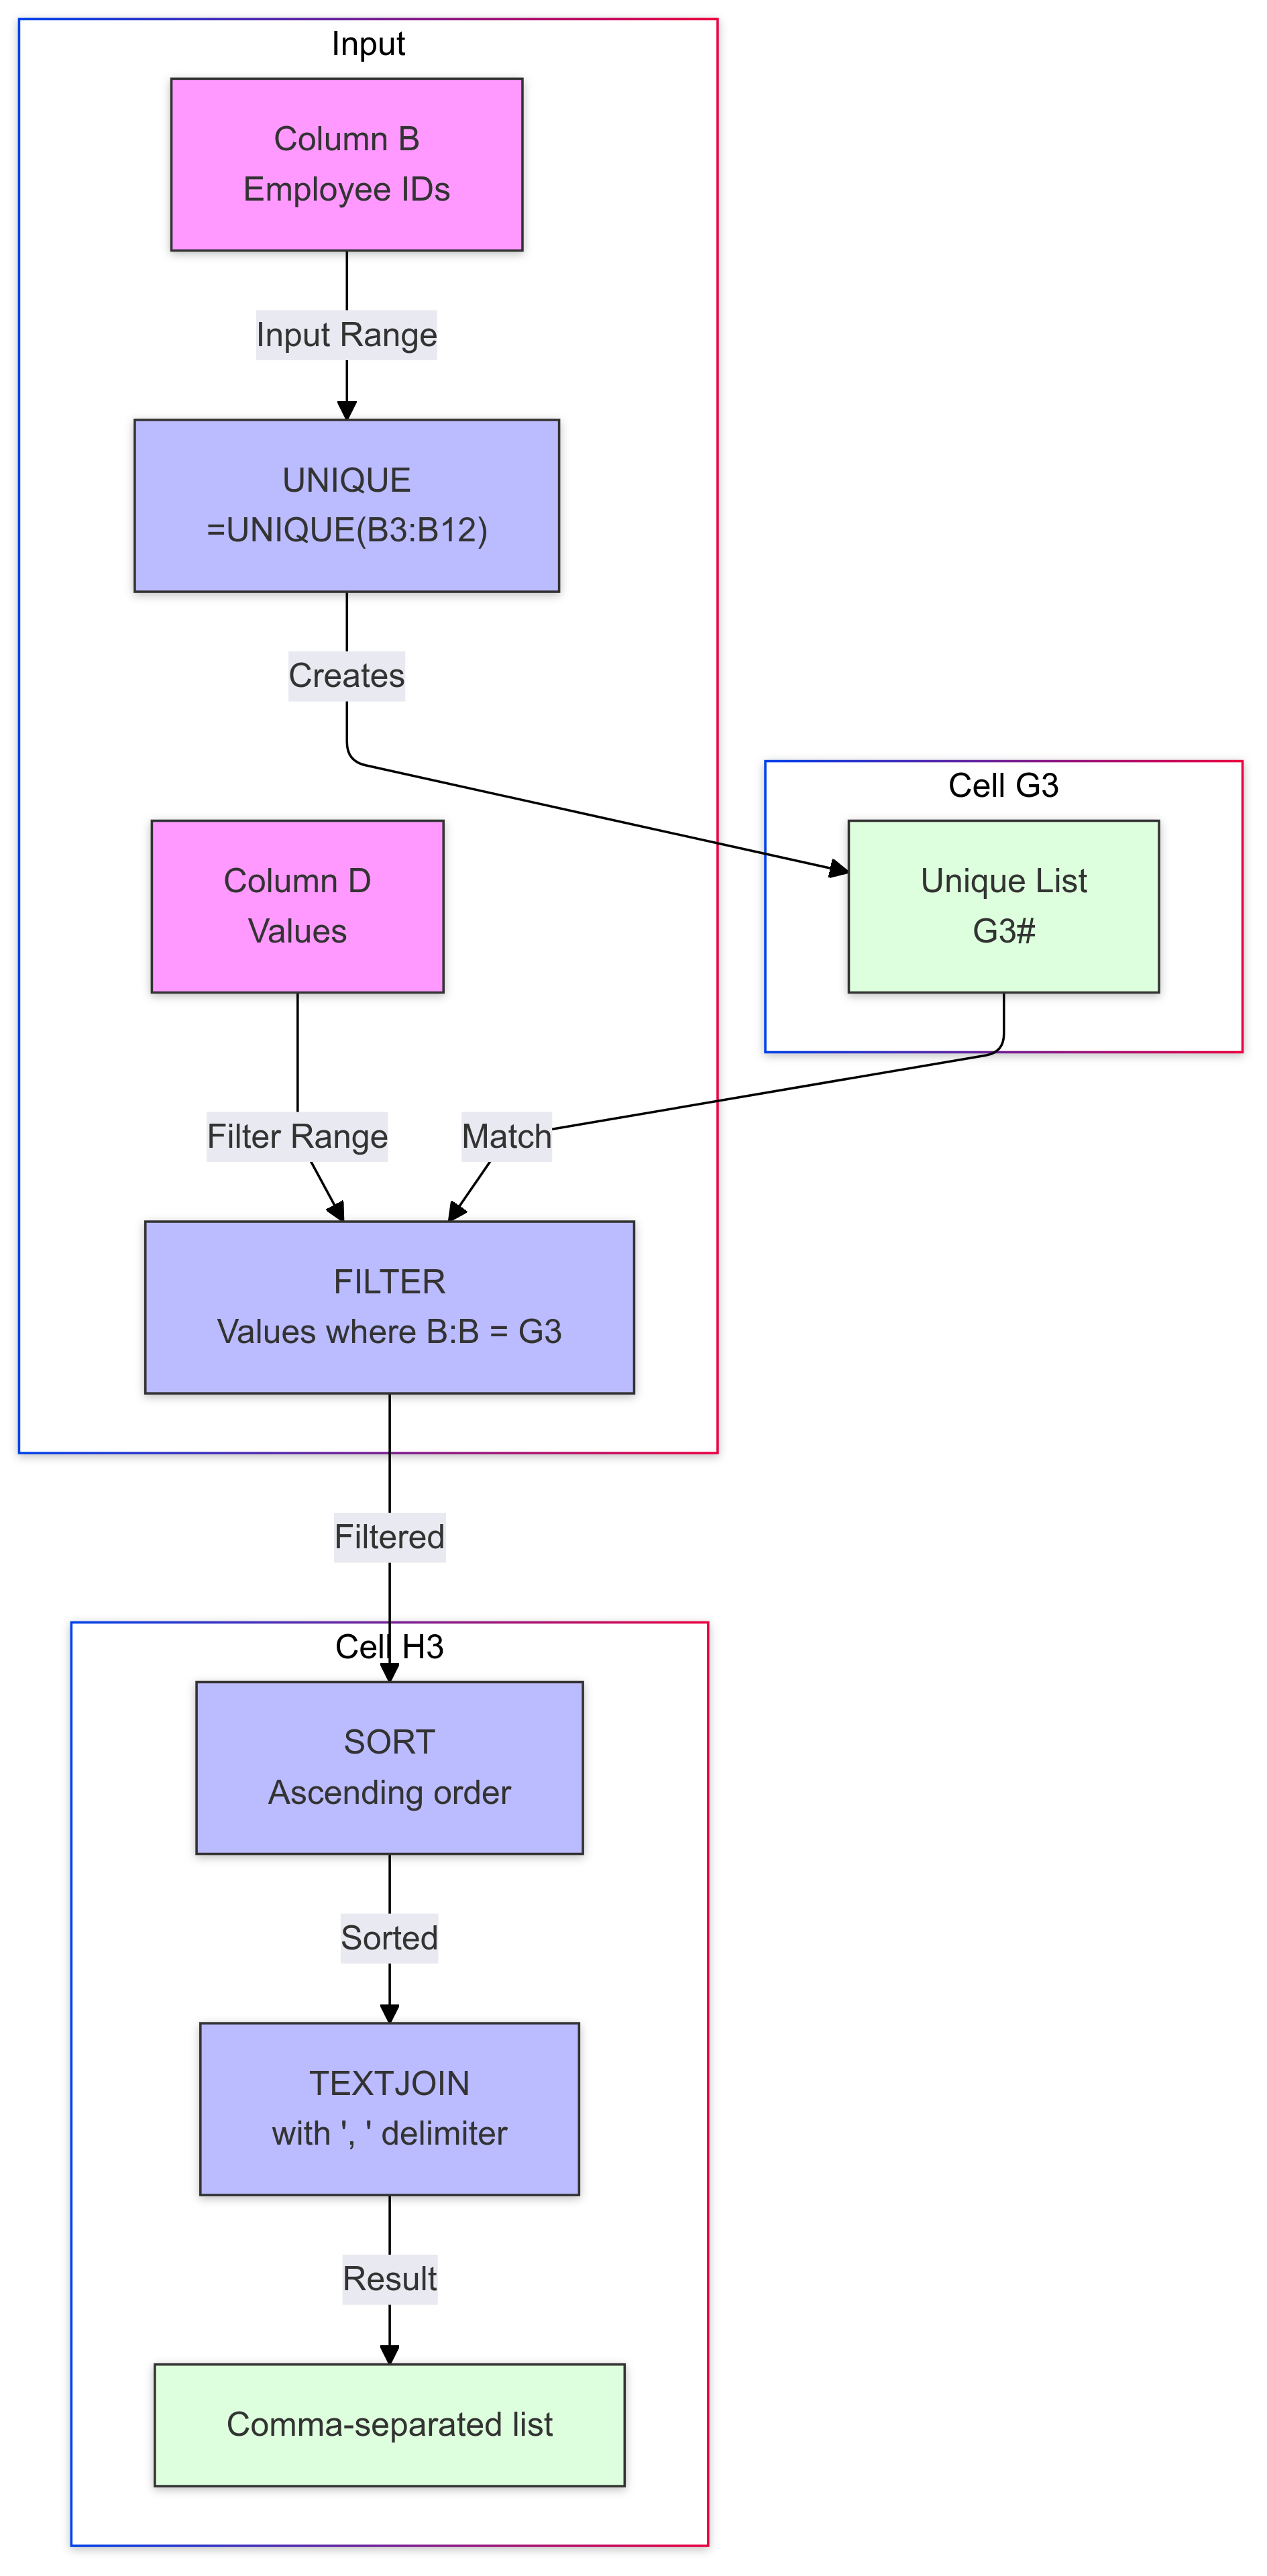 Input
Column B
Employee IDs
Input Range
UNIQUE
=UNIQUE(B3:B12)
Creates
Cell G3
Column D
Values
Unique List
G3#
Filter Range
Match
FILTER
Values where B:B = G3
Filtered
Cell H3
SORT
Ascending order
Sorted
TEXTJOIN
with ', ' delimiter
Result
Comma-separated list